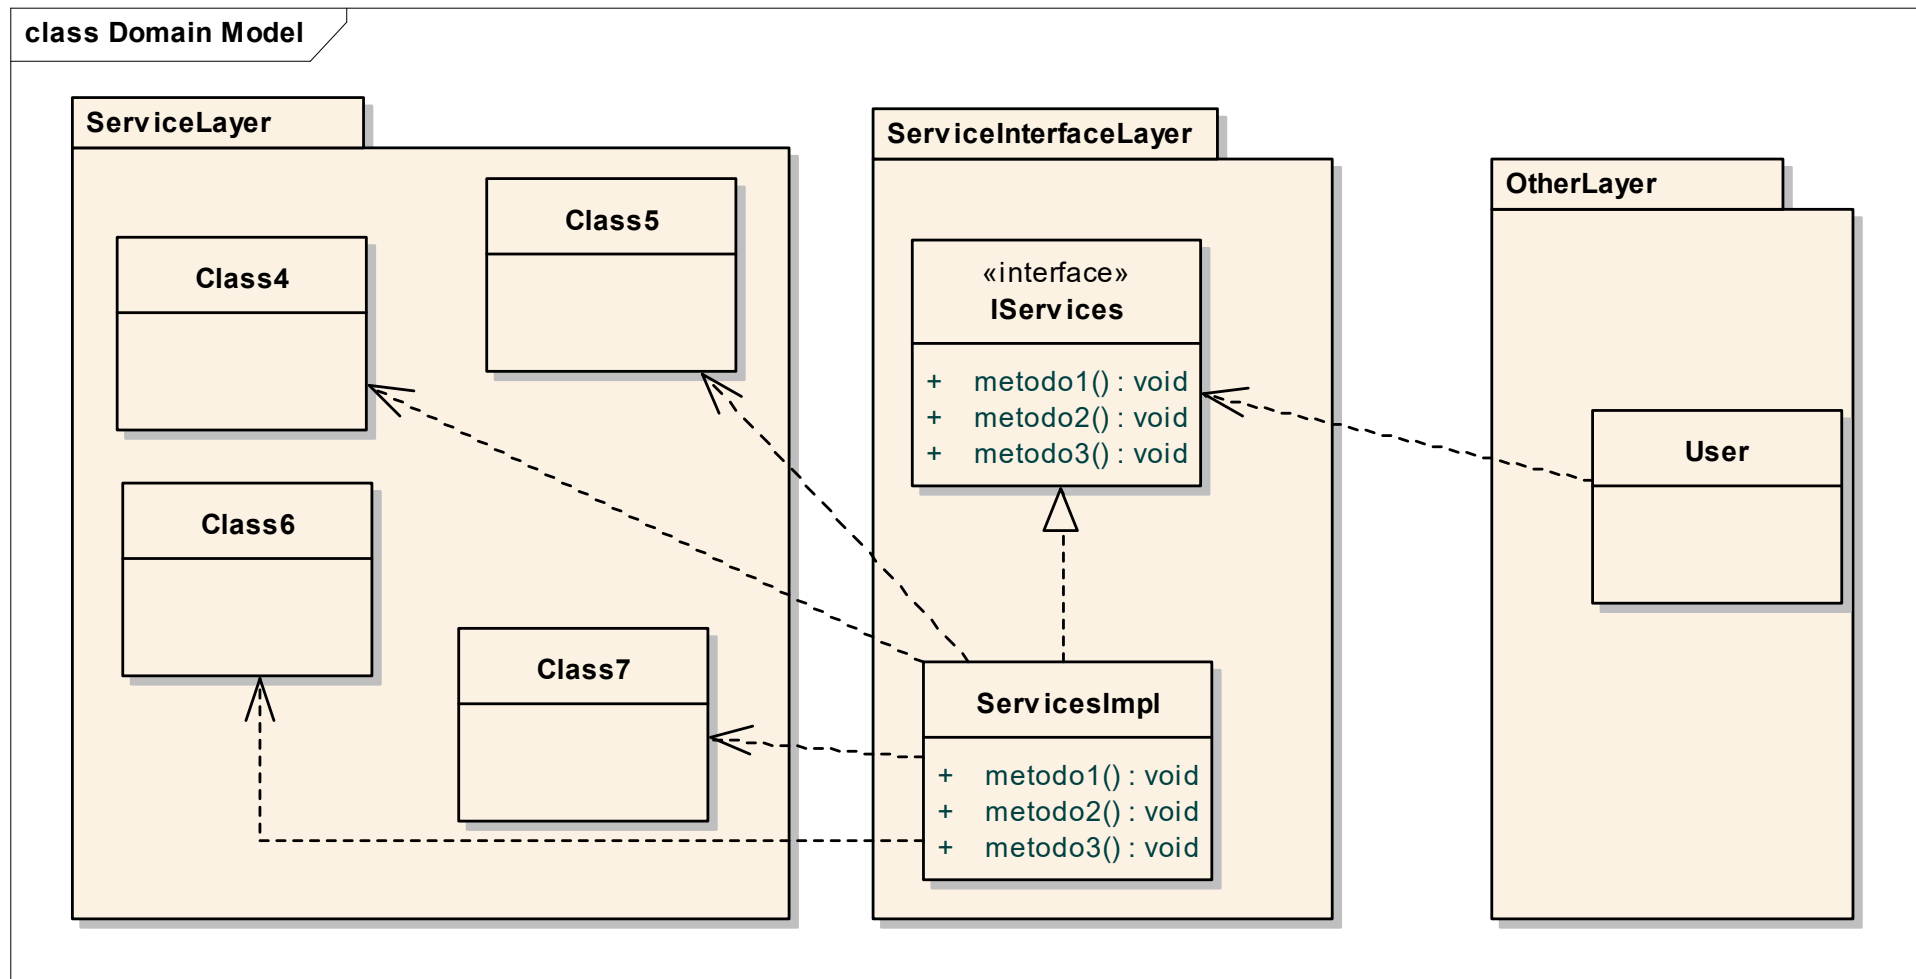 class Domain Model
ServiceLayer
Class4
Class5
Class6
Class7
ServiceInterfaceLayer
«interface»
IServices
+ metodo1() : void
+ metodo2() : void
+ metodo3() : void
ServicesImpl
+ metodo1() : void
+ metodo2() : void
+ metodo3() : void
OtherLayer
User